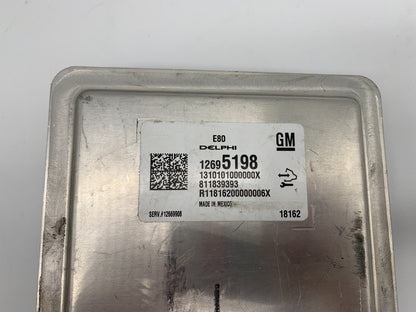 E80
DELPHI
GM
12695198
1310101000000X
811839393
R11816200000006X
MADE IN MEXICO
SERV.#12669908
18162